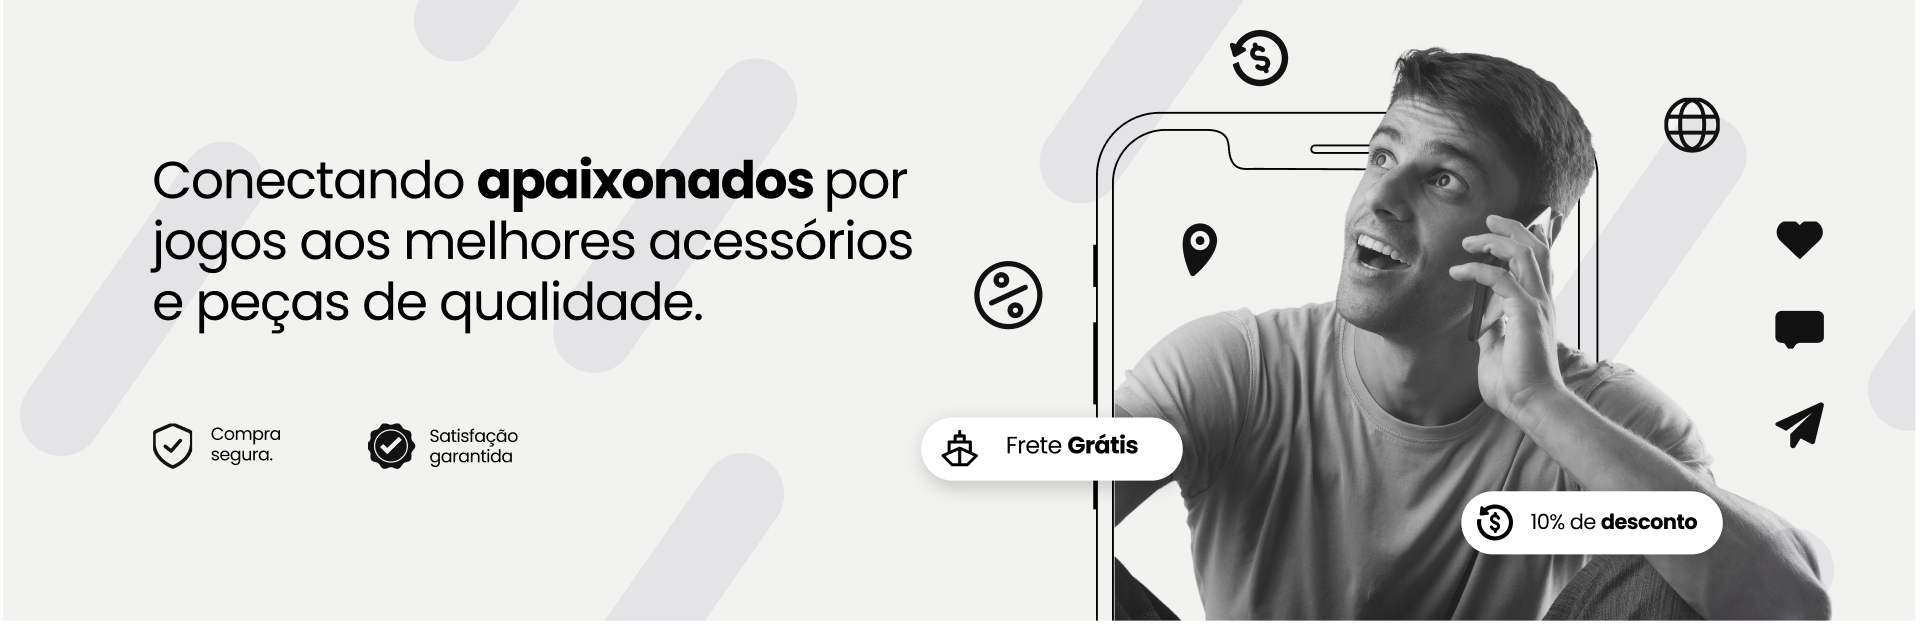 Conectando apaixonados por
jogos aos melhores acessórios
e peças de qualidade.
Compra
segura.
Satisfação
garantida
Frete Grátis
10% de desconto